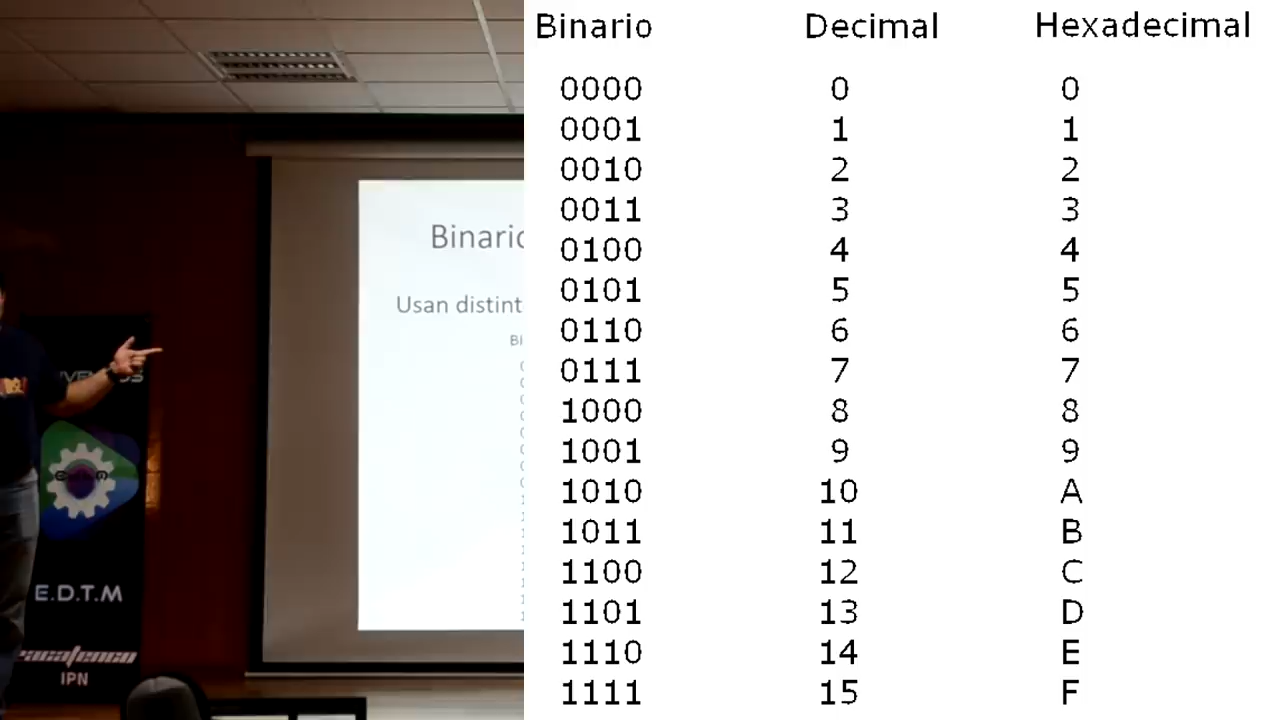 Binario Decimal Hexadecimal
0000 0 0
0001 1 1
0010 2 2
0011 3 3
0100 4 4
0101 5 5
0110 6 6
0111 7 7
1000 8 8
1001 9 9
1010 10 A
1011 11 B
1100 12 C
1101 13 D
1110 14 E
1111 15 F
Binario
Usan distint
BI
E.D.T.M
IPN